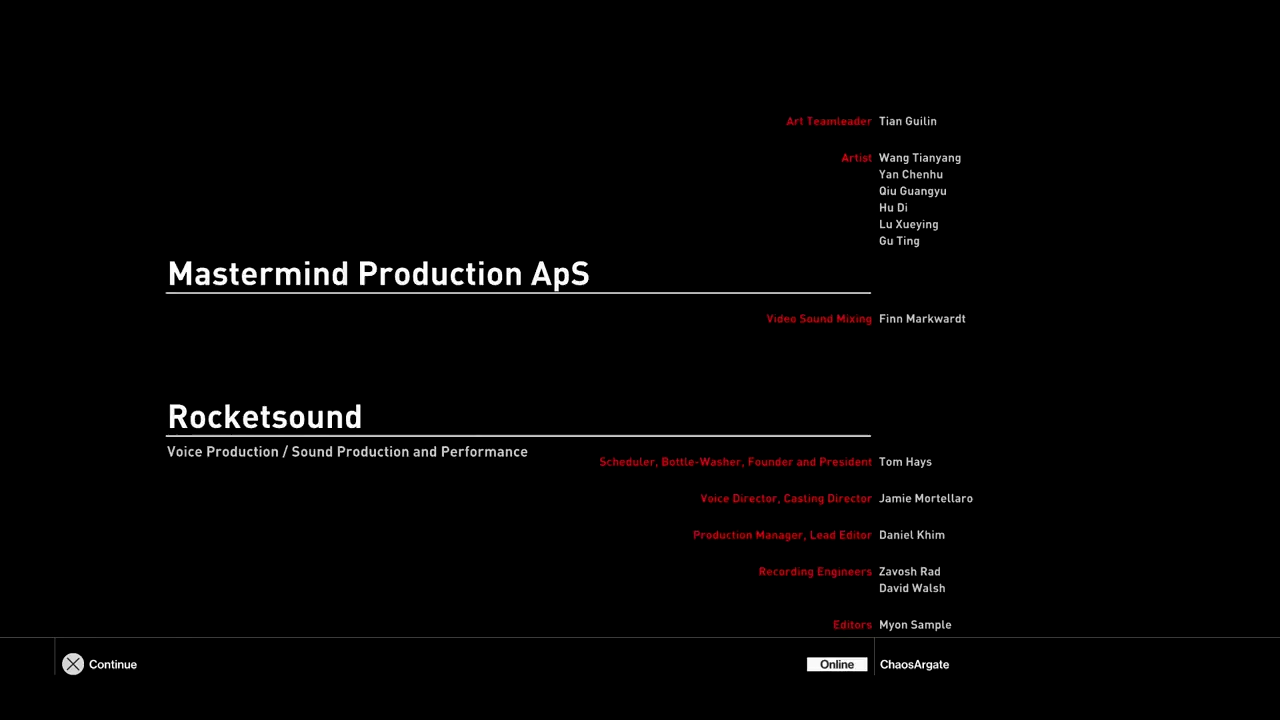 Art Teamleader Tian Guilin
Artist Wang Tianyang
Yan Chenhu
Qiu Guangyu
Hu Di
Lu Xueying
Gu Ting
Mastermind Production ApS
Video Sound Mixing Finn Markwardt
Rocketsound
Voice Production / Sound Production and Performance
Scheduler, Bottle-Washer, Founder and President Tom Hays
Voice Director, Casting Director Jamie Mortellaro
Production Manager, Lead Editor Daniel Khim
Recording Engineers Zavosh Rad
David Walsh
Editors Myon Sample
Continue
Online ChaosArgate